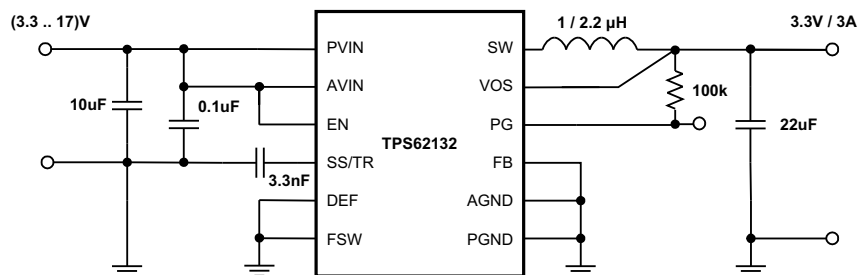 (3.3 .. 17)V
1 / 2.2 µH
3.3V / 3A
PVIN
SW
AVIN
VOS
10uF
0.1uF
100k
EN
PG
22uF
TPS62132
SS/TR
FB
3.3nF
DEF
AGND
FSW
PGND